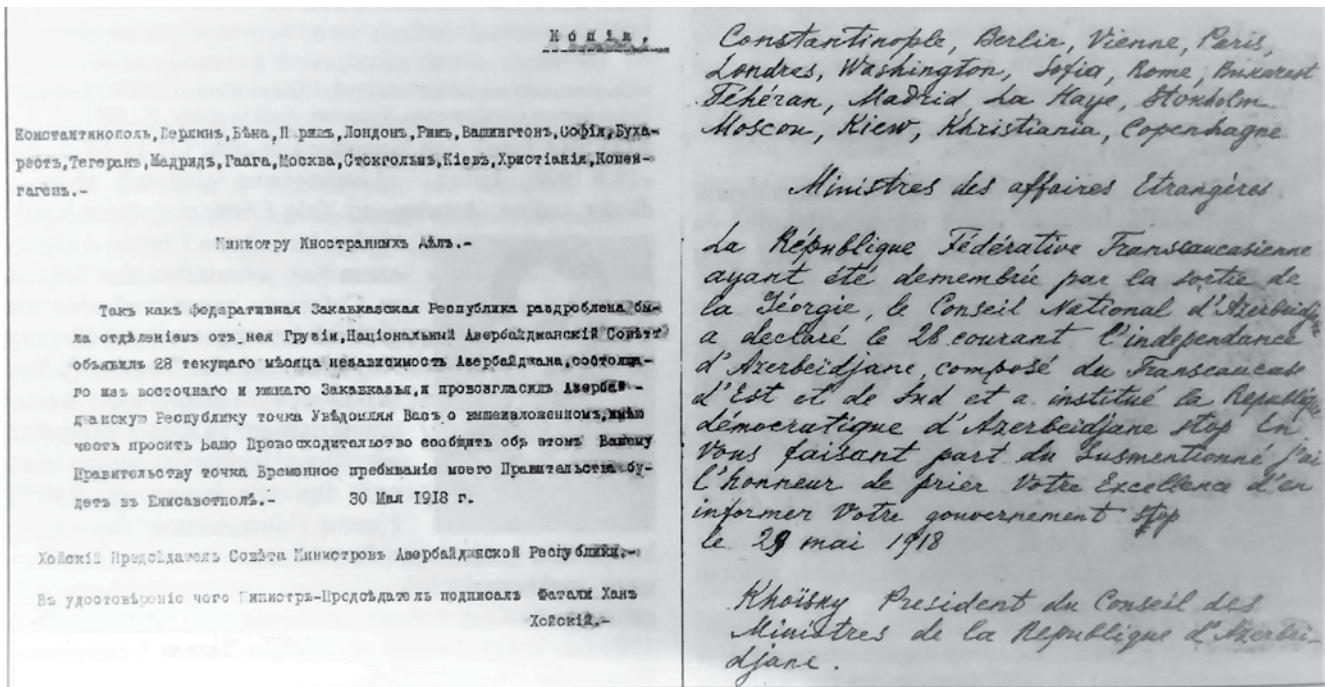 Копія.
Константинополь,Берлинъ,Вѣна,Парижъ,Лондонъ,Римъ,Вашингтонъ,Софія,Буха-
рестъ,Тегеранъ,Мадридъ,Гаага,Москва,Стокгольмъ,Кіевъ,Христіанія,Копен-
гагенъ.-
Министру Иностранныхъ Дѣлъ.-
Такъ какъ федеративная Закавказская Республика раздроблена бы-
ла отдѣленіемъ отъ нея Грузіи,Національный Азербайджанскій Совѣтъ
объявилъ 28 текущаго мѣсяца независимость Азербайджана,состояща-
го изъ восточнаго и южнаго Закавказья,и провозгласилъ Азербай-
джанскую Республику точка Увѣдомляя Васъ о вышеизложенномъ,имѣю
честь просить Ваше Превосходительство сообщить объ этомъ Вашему
Правительству точка Временное пребываніе моего Правительства бу-
детъ въ Елисаветполѣ.- 30 Мая 1918 г.
Хойскій Предсѣдатель Совѣта Министровъ Азербайджанской Республики.-
Въ удостовѣреніе чего Министръ-Предсѣдатель подписалъ Фатали Ханъ
Хойскій.-
Constantinople, Berlin, Vienne, Paris,
Londres, Washington, Sofia, Rome, Bukarest
Téhéran, Madrid La Haye, Stokholm
Moscou, Kiew, Khristiania, Copenhagne
Ministres des affaires Etrangères
La République Fédérative Transcaucasienne
ayant été demembrée par la sortie de
la Géorgie, le Conseil National d'Azerbeidjane
a declaré le 28 courant l'independance
d'Azerbeïdjane, composé du Transcaucase
d'Est et de Sud et a institué la Republique
démocratique d'Azerbeidjane stop En
Vous faisant part du Susmentionné j'ai
l'honneur de prier Votre Excellence d'en
informer Votre gouvernement stop
le mai 1918
Khoïsky President du Conseil des
Ministres de la Republique d'Azerbei-
djane.